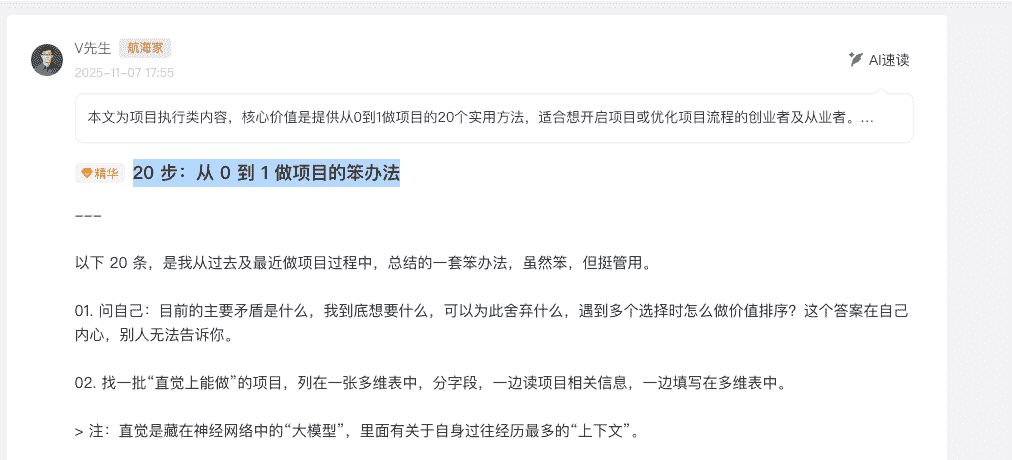 V先生 航海家
2025-11-07 17:55
AI速读
本文为项目执行类内容，核心价值是提供从0到1做项目的20个实用方法，适合想开启项目或优化项目流程的创业者及从业者。...
精华 20 步：从 0 到 1 做项目的笨办法
---
以下 20 条，是我从过去及最近做项目过程中，总结的一套笨办法，虽然笨，但挺管用。
01. 问自己：目前的主要矛盾是什么，我到底想要什么，可以为此舍弃什么，遇到多个选择时怎么做价值排序？这个答案在自己
内心，别人无法告诉你。
02. 找一批“直觉上能做”的项目，列在一张多维表中，分字段，一边读项目相关信息，一边填写在多维表中。
> 注：直觉是藏在神经网络中的“大模型”，里面有关于自身过往经历最多的“上下文”。